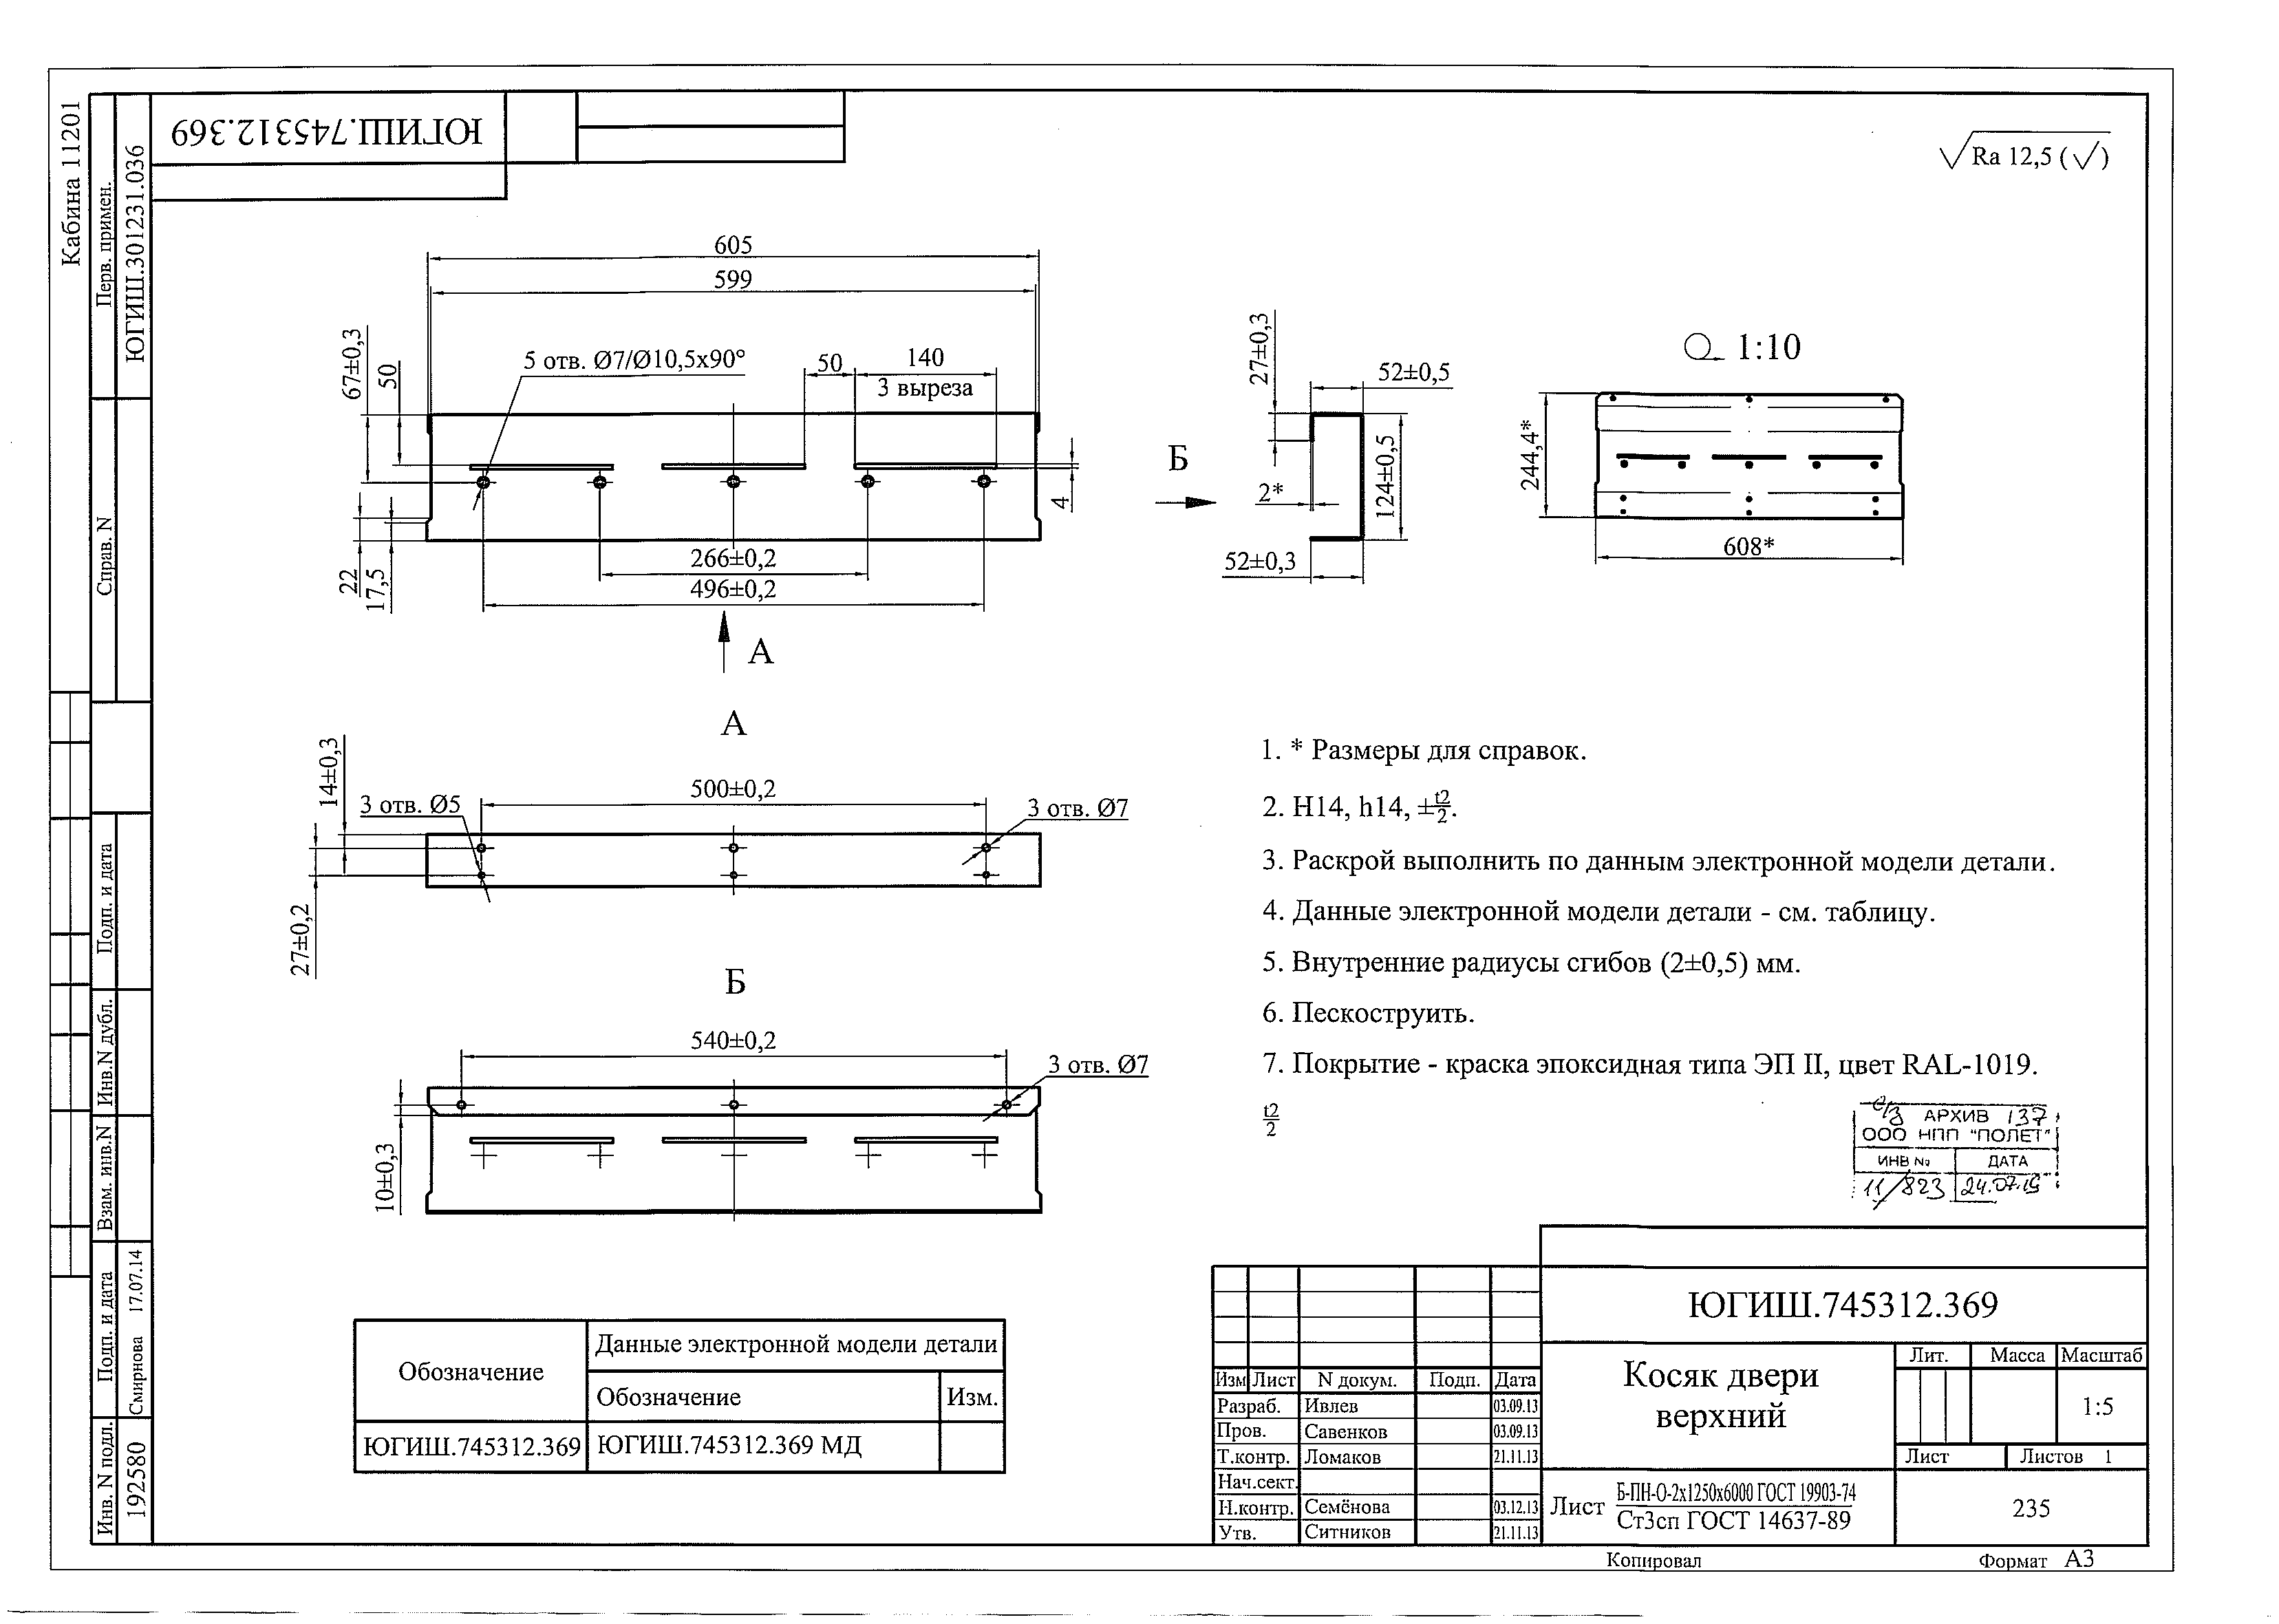 Кабина 11201
Перв. примен.
ЮГИШ.301231.036
Справ. N
Подп. и дата
Инв.N дубл.
Взам. инв.N
Подп. и дата
Смирнова 17.07.14
Инв. N подл.
192580
ЮГИШ.745312.369
√Ra 12,5 (√)
605
599
67±0,3
50
5 отв. Ø7/Ø10,5x90°
50
140
3 выреза
4
22
17,5
266±0,2
496±0,2
А
Б
27±0,3
52±0,5
2*
124±0,5
52±0,3
1:10
244,4*
608*
А
14±0,3
3 отв. Ø5
500±0,2
3 отв. Ø7
27±0,2
Б
540±0,2
3 отв. Ø7
10±0,3
1. * Размеры для справок.
2. H14, h14, ±t2/2.
3. Раскрой выполнить по данным электронной модели детали.
4. Данные электронной модели детали - см. таблицу.
5. Внутренние радиусы сгибов (2±0,5) мм.
6. Пескоструить.
7. Покрытие - краска эпоксидная типа ЭП II, цвет RAL-1019.
t2/2
АРХИВ 137
ООО НПП "ПОЛЕТ"
ИНВ № ДАТА
11/823 24.07.15
Обозначение
Данные электронной модели детали
Обозначение Изм.
ЮГИШ.745312.369 ЮГИШ.745312.369 МД
ЮГИШ.745312.369
Косяк двери
верхний
Лит. Масса Масштаб
1:5
Лист Листов 1
Изм Лист N докум. Подп. Дата
Разраб. Ивлев 03.09.13
Пров. Савенков 03.09.13
Т.контр. Ломаков 21.11.13
Нач.сект.
Н.контр. Семёнова 03.12.13
Утв. Ситников 21.11.13
Лист Б-ПН-О-2x1250x6000 ГОСТ 19903-74
Ст3сп ГОСТ 14637-89
235
Копировал Формат А3